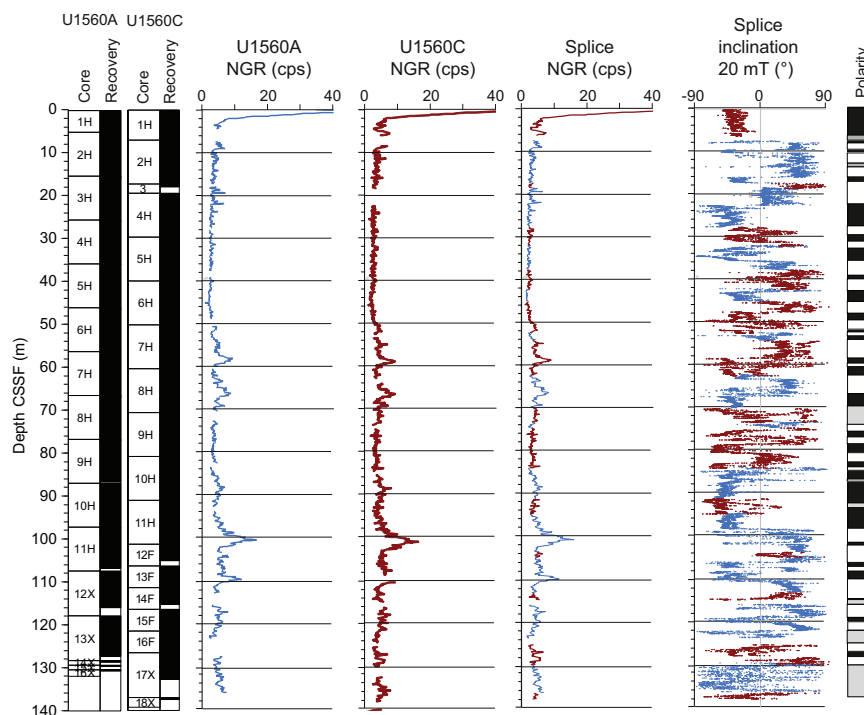 U1560A
U1560C
Core
Recovery
Core
Recovery
U1560A
NGR (cps)
U1560C
NGR (cps)
Splice
NGR (cps)
Splice
inclination
20 mT (°)
Polarity
0 20 40
0 20 40
0 20 40
-90 0 90
Depth CSSF (m)
0
10
20
30
40
50
60
70
80
90
100
110
120
130
140
1H
2H
3H
4H
5H
6H
7H
8H
9H
10H
11H
12X
13X
14X
16X
1H
2H
3
4H
5H
6H
7H
8H
9H
10H
11H
12F
13F
14F
15F
16F
17X
18X